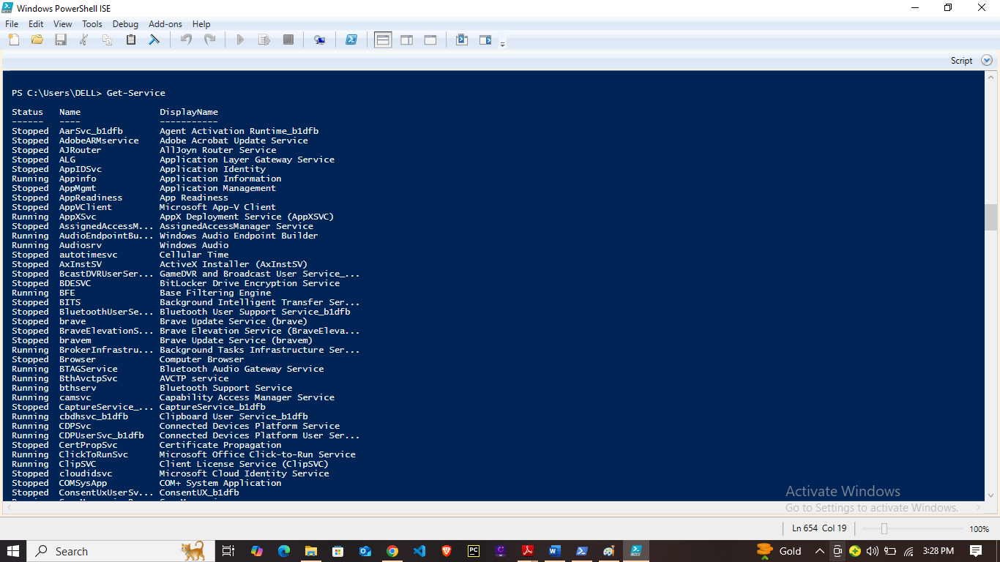 Windows PowerShell ISE
File Edit View Tools Debug Add-ons Help
Script
PS C:\Users\DELL> Get-Service
Status Name DisplayName
------ ---- -----------
Stopped AarSvc_b1dfb Agent Activation Runtime_b1dfb
Stopped AdobeARMservice Adobe Acrobat Update Service
Stopped AJRouter AllJoyn Router Service
Stopped ALG Application Layer Gateway Service
Stopped AppIDSvc Application Identity
Running Appinfo Application Information
Stopped AppMgmt Application Management
Stopped AppReadiness App Readiness
Stopped AppVClient Microsoft App-V Client
Running AppXSvc AppX Deployment Service (AppXSVC)
Stopped AssignedAccessM... AssignedAccessManager Service
Running AudioEndpointBu... Windows Audio Endpoint Builder
Running Audiosrv Windows Audio
Stopped autotimesvc Cellular Time
Stopped AxInstSV ActiveX Installer (AxInstSV)
Stopped BcastDVRUserSer... GameDVR and Broadcast User Service_...
Stopped BDESVC BitLocker Drive Encryption Service
Running BFE Base Filtering Engine
Stopped BITS Background Intelligent Transfer Ser...
Stopped BluetoothUserSe... Bluetooth User Support Service_b1dfb
Stopped brave Brave Update Service (brave)
Stopped BraveElevationS... Brave Elevation Service (BraveEleva...
Stopped bravem Brave Update Service (bravem)
Running BrokerInfrastru... Background Tasks Infrastructure Ser...
Stopped Browser Computer Browser
Running BTAGService Bluetooth Audio Gateway Service
Running BthAvctpSvc AVCTP service
Running bthserv Bluetooth Support Service
Running camsvc Capability Access Manager Service
Stopped CaptureService_... CaptureService_b1dfb
Running cbdhsvc_b1dfb Clipboard User Service_b1dfb
Running CDPSvc Connected Devices Platform Service
Running CDPUserSvc_b1dfb Connected Devices Platform User Ser...
Stopped CertPropSvc Certificate Propagation
Running ClickToRunSvc Microsoft Office Click-to-Run Service
Running ClipSVC Client License Service (ClipSVC)
Stopped cloudidsvc Microsoft Cloud Identity Service
Stopped COMSysApp COM+ System Application
Stopped ConsentUxUserSv... ConsentUX_b1dfb
Activate Windows
Go to Settings to activate Windows.
Ln 654 Col 19
100%
Search
PC
Gold
3:28 PM